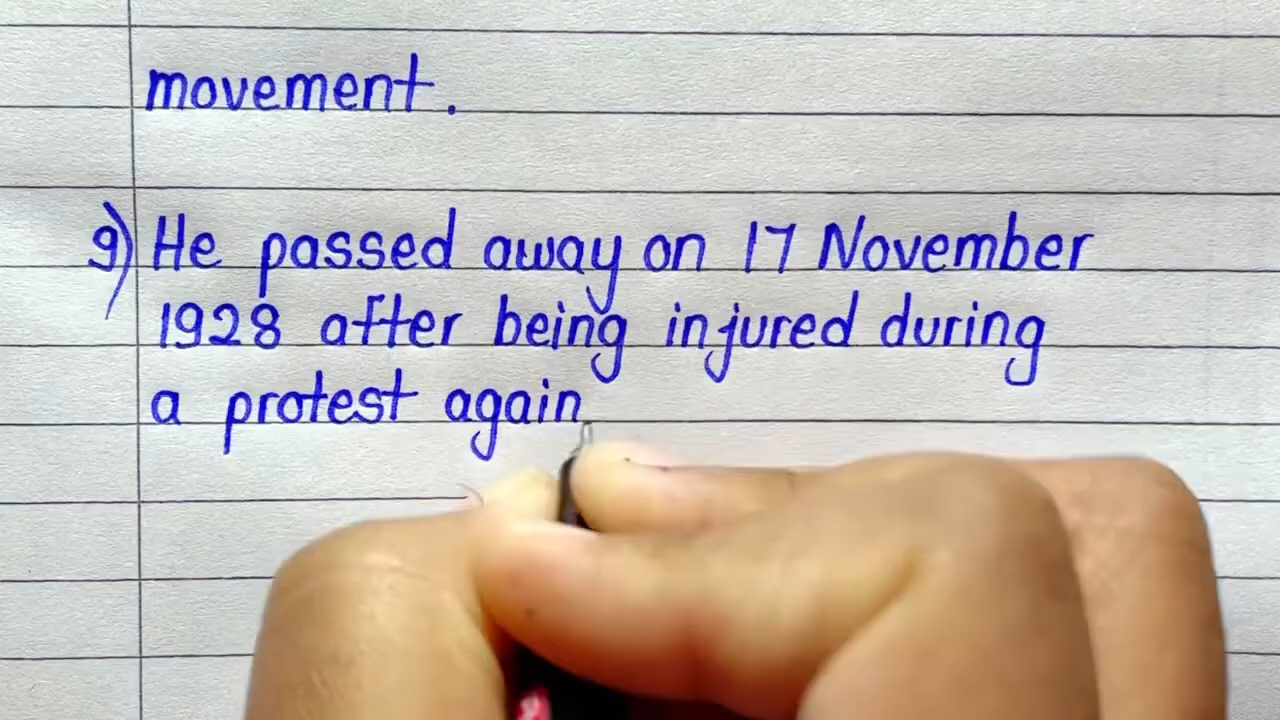 movement.
9) He passed away on 17 November
1928 after being injured during
a protest again